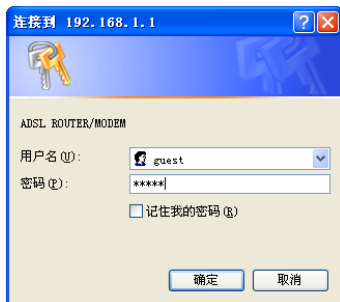 连接到 192.168.1.1
ADSL ROUTER/MODEM
用户名(U):
guest
密码(P):
*****
记住我的密码(R)
确定
取消